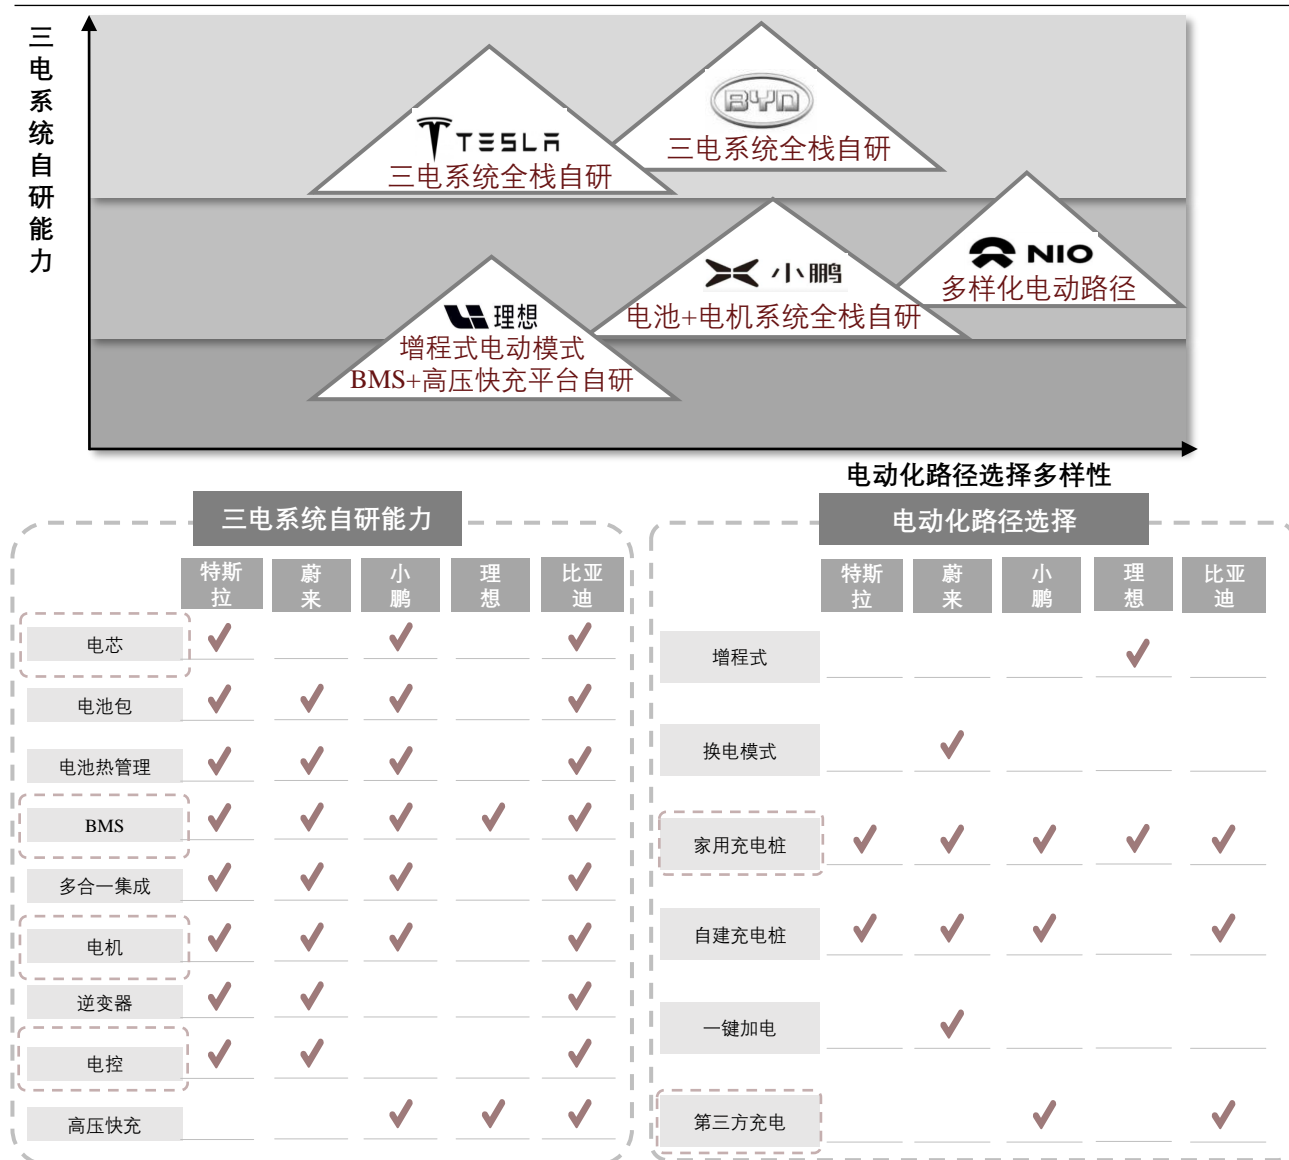 三电系统自研能力
BYD
三电系统全栈自研
TESLA
三电系统全栈自研
NIO
多样化电动路径
小鹏
电池+电机系统全栈自研
理想
增程式电动模式
BMS+高压快充平台自研
电动化路径选择多样性
三电系统自研能力
特斯拉 蔚来 小鹏 理想 比亚迪
电芯
电池包
电池热管理
BMS
多合一集成
电机
逆变器
电控
高压快充
电动化路径选择
特斯拉 蔚来 小鹏 理想 比亚迪
增程式
换电模式
家用充电桩
自建充电桩
一键加电
第三方充电